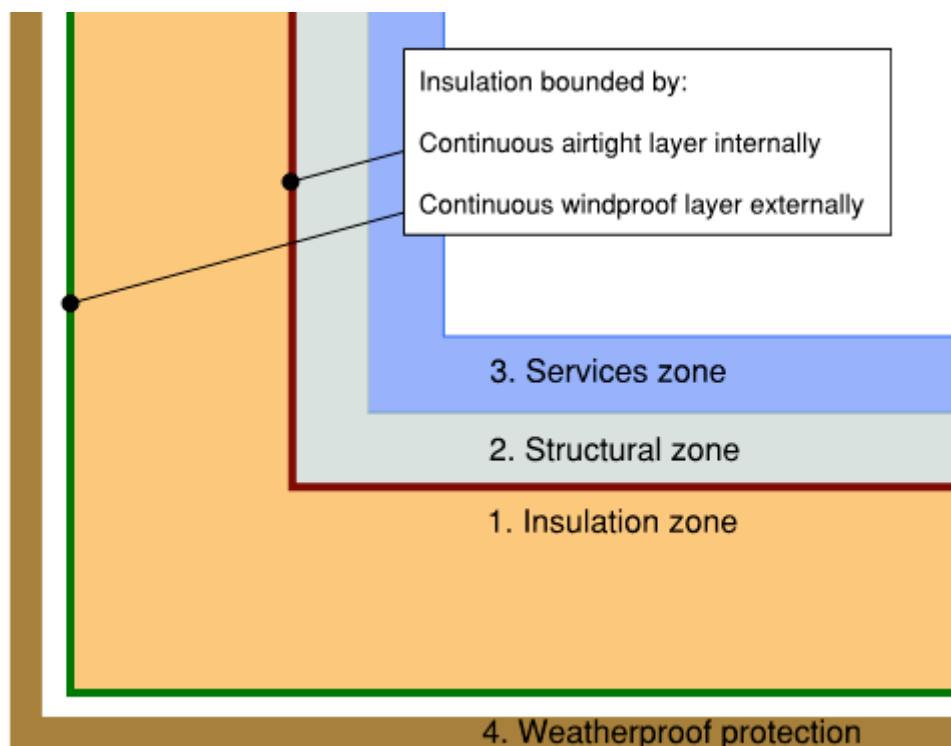 Insulation bounded by:
Continuous airtight layer internally
Continuous windproof layer externally
3. Services zone
2. Structural zone
1. Insulation zone
4. Weatherproof protection